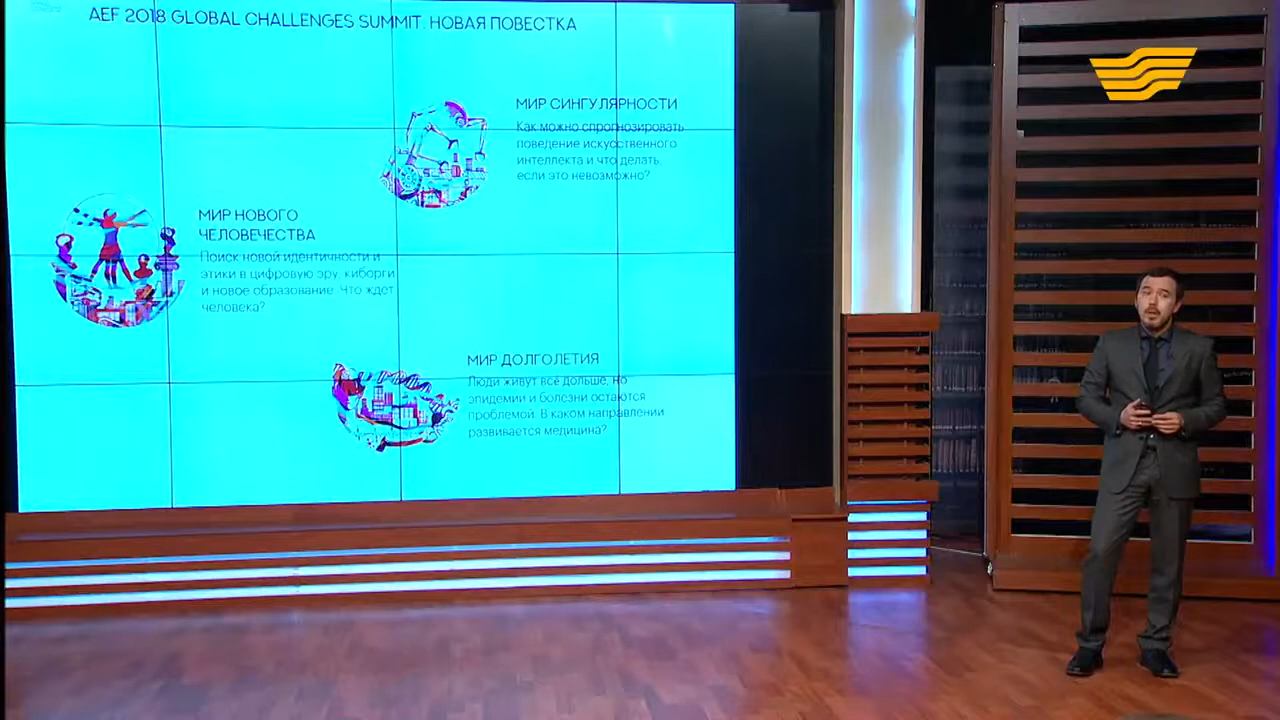 AEF 2018 GLOBAL CHALLENGES SUMMIT. НОВАЯ ПОВЕСТКА
МИР СИНГУЛЯРНОСТИ
Как можно спрогнозировать
поведение искусственного
интеллекта и что делать,
если это невозможно?
МИР НОВОГО
ЧЕЛОВЕЧЕСТВА
Поиск новой идентичности и
этики в цифровую эру, киборги
и новое образование. Что ждет
человека?
МИР ДОЛГОЛЕТИЯ
Люди живут все дольше, но
эпидемии и болезни остаются
проблемой. В каком направлении
развивается медицина?